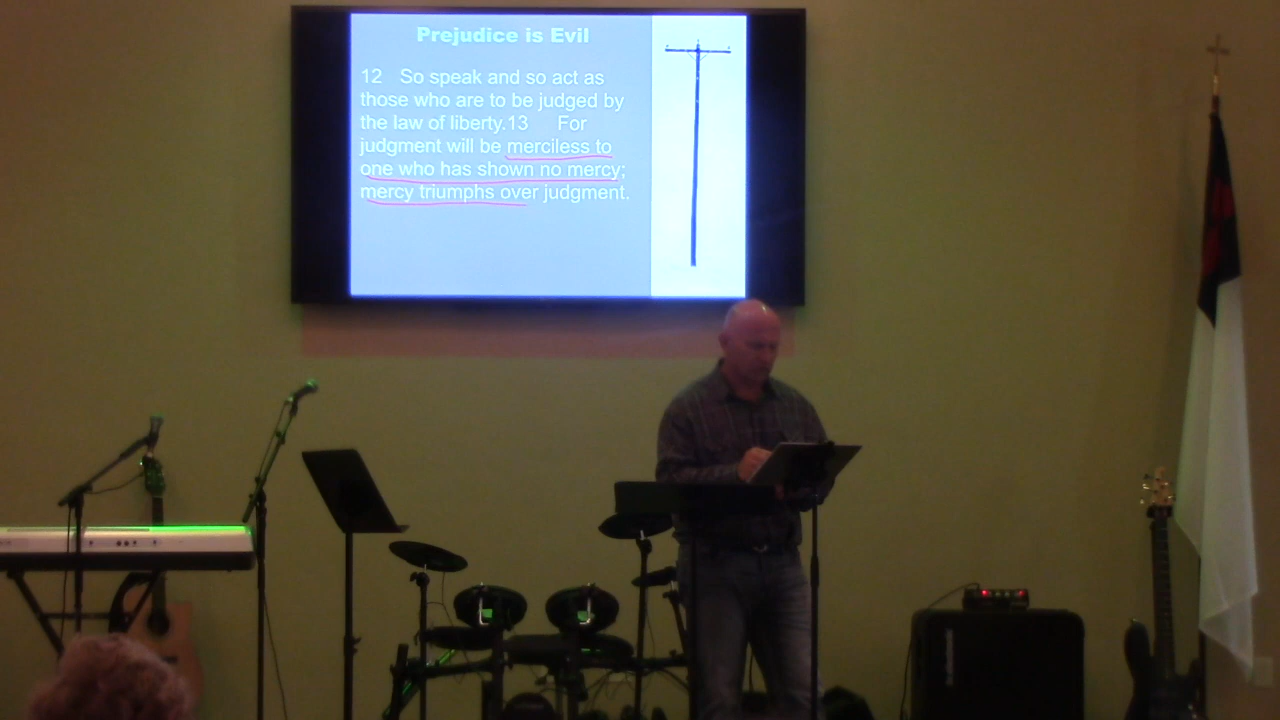 Prejudice is Evil
12 So speak and so act as
those who are to be judged by
the law of liberty.13 For
judgment will be merciless to
one who has shown no mercy;
mercy triumphs over judgment.